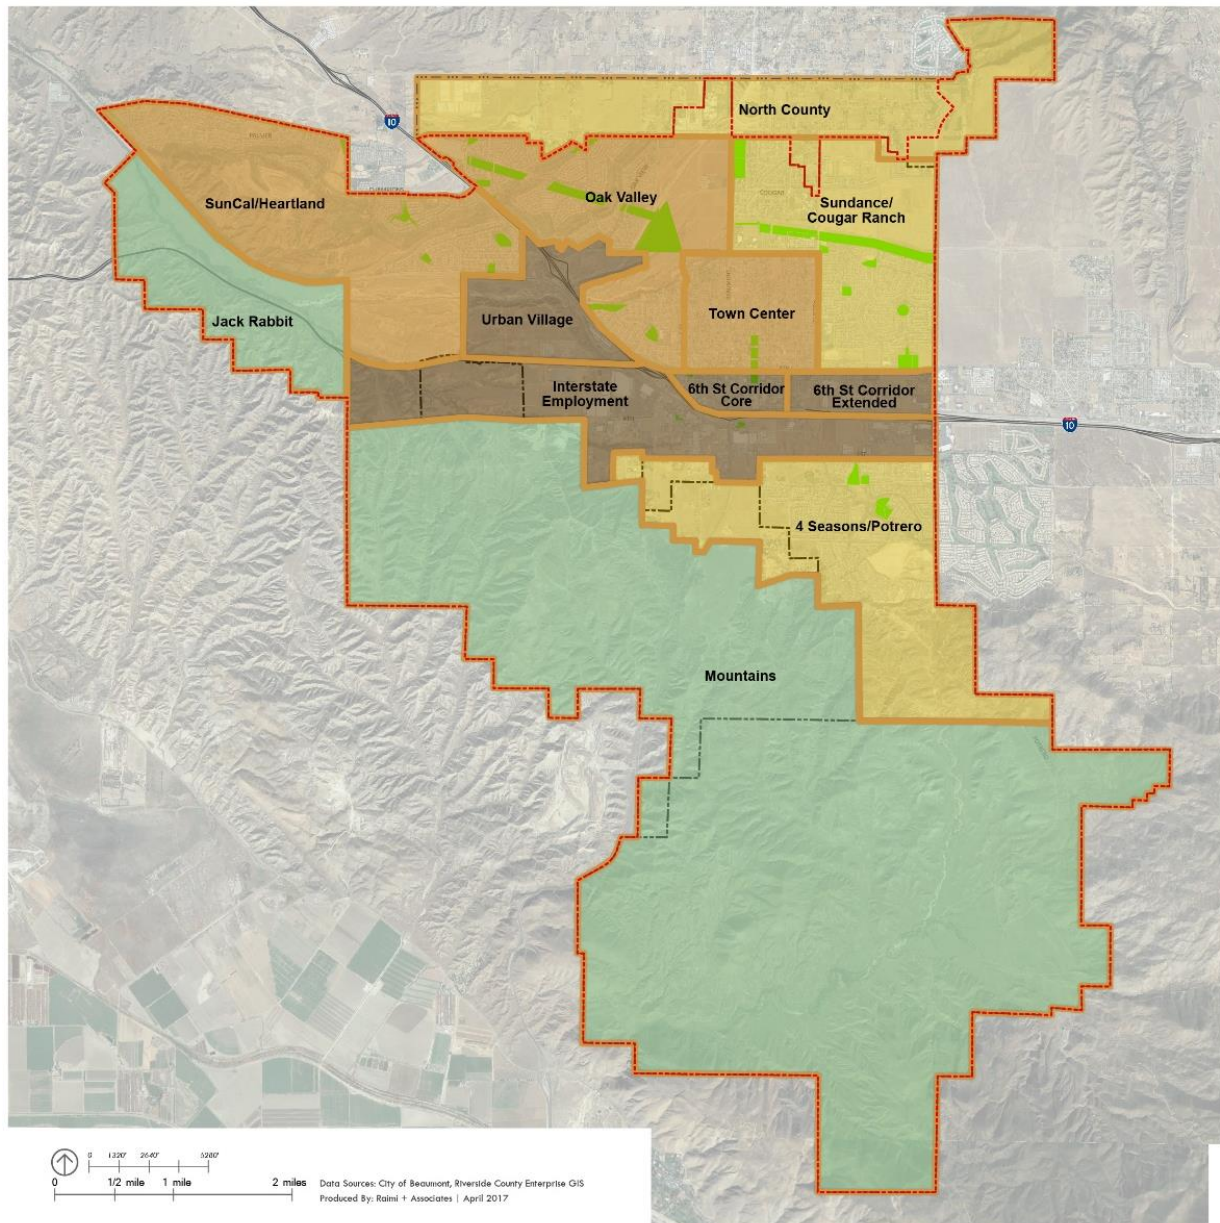 North County
10
SunCal/Heartland
Oak Valley
Sundance/
Cougar Ranch
COUGAR
Jack Rabbit
Urban Village
Town Center
Interstate
Employment
6th St Corridor
Core
6th St Corridor
Extended
10
4 Seasons/Potrero
Mountains
0 1320' 2640' 5280'
0 1/2 mile 1 mile 2 miles
Data Sources: City of Beaumont, Riverside County Enterprise GIS
Produced By: Raimi + Associates | April 2017